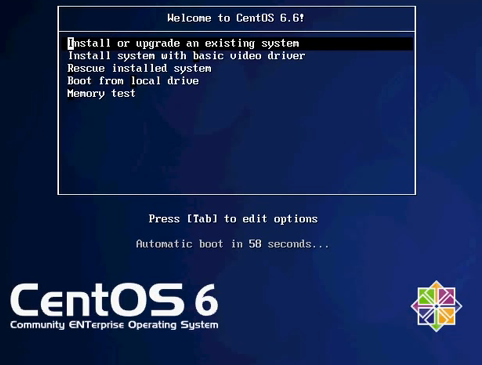 Welcome to CentOS 6.6!
Install or upgrade an existing system
Install system with basic video driver
Rescue installed system
Boot from local drive
Memory test
Press [Tab] to edit options
Automatic boot in 58 seconds...
CentOS 6
Community ENTerprise Operating System